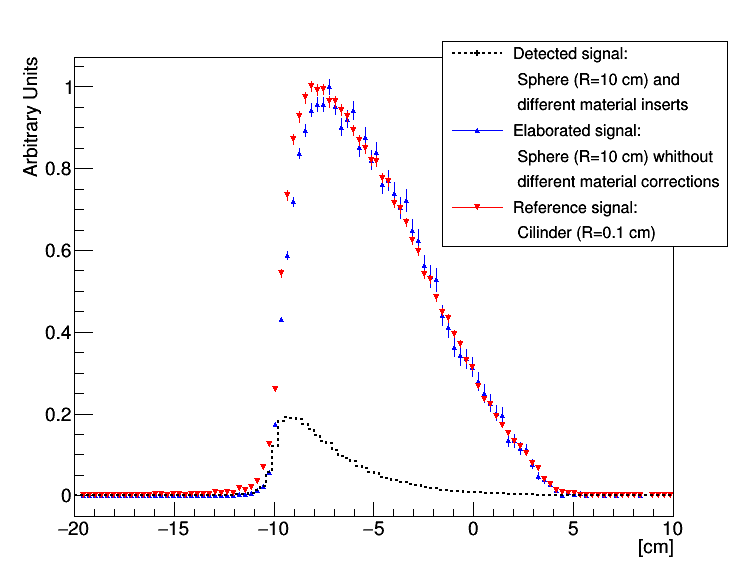 Detected signal:
Sphere (R=10 cm) and
different material inserts
Elaborated signal:
Sphere (R=10 cm) whithout
different material corrections
Reference signal:
Cilinder (R=0.1 cm)
Arbitrary Units
1
0.8
0.6
0.4
0.2
0
−20 −15 −10 −5 0 5 10
[cm]